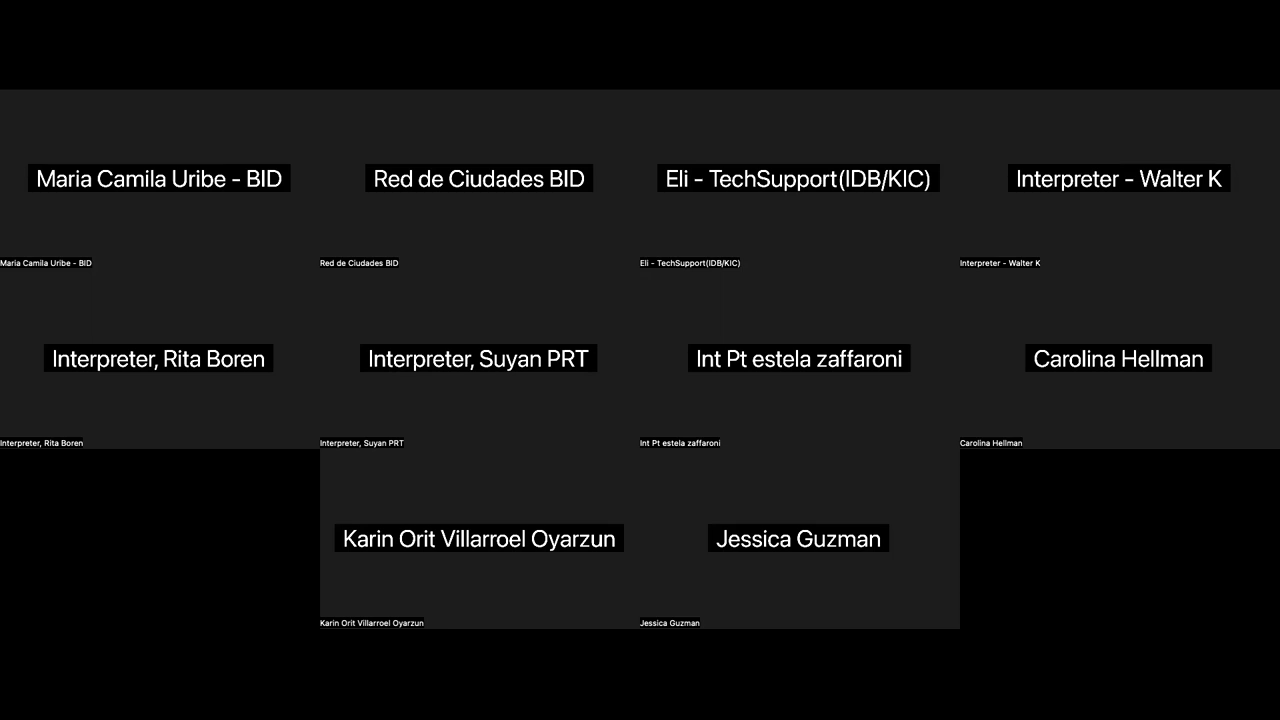 Maria Camila Uribe - BID
Red de Ciudades BID
Eli - TechSupport(IDB/KIC)
Interpreter - Walter K
Maria Camila Uribe - BID
Red de Ciudades BID
Eli - TechSupport(IDB/KIC)
Interpreter - Walter K
Interpreter, Rita Boren
Interpreter, Suyan PRT
Int Pt estela zaffaroni
Carolina Hellman
Interpreter, Rita Boren
Interpreter, Suyan PRT
Int Pt estela zaffaroni
Carolina Hellman
Karin Orit Villarroel Oyarzun
Jessica Guzman
Karin Orit Villarroel Oyarzun
Jessica Guzman